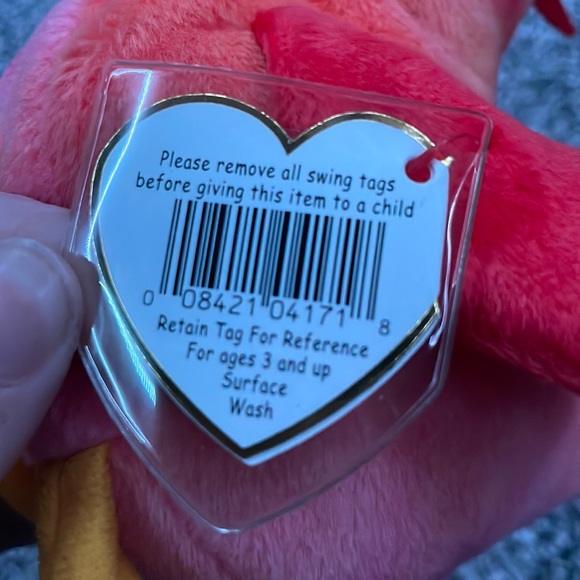 Please remove all swing tags
before giving this item to a child
0 08421 04171 8
Retain Tag For Reference
For ages 3 and up
Surface
Wash